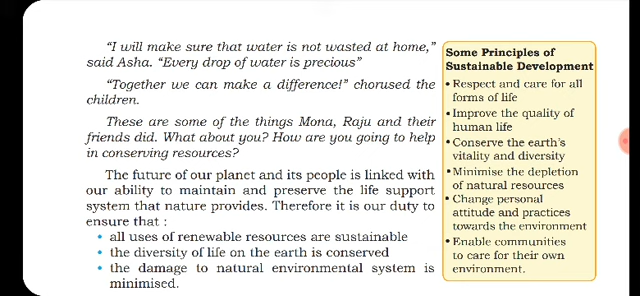 “I will make sure that water is not wasted at home,”
said Asha. “Every drop of water is precious”
“Together we can make a difference!” chorused the
children.
These are some of the things Mona, Raju and their
friends did. What about you? How are you going to help
in conserving resources?
The future of our planet and its people is linked with
our ability to maintain and preserve the life support
system that nature provides. Therefore it is our duty to
ensure that :
• all uses of renewable resources are sustainable
• the diversity of life on the earth is conserved
• the damage to natural environmental system is
minimised.
Some Principles of
Sustainable Development
• Respect and care for all
forms of life
• Improve the quality of
human life
• Conserve the earth’s
vitality and diversity
• Minimise the depletion
of natural resources
• Change personal
attitude and practices
towards the environment
• Enable communities
to care for their own
environment.